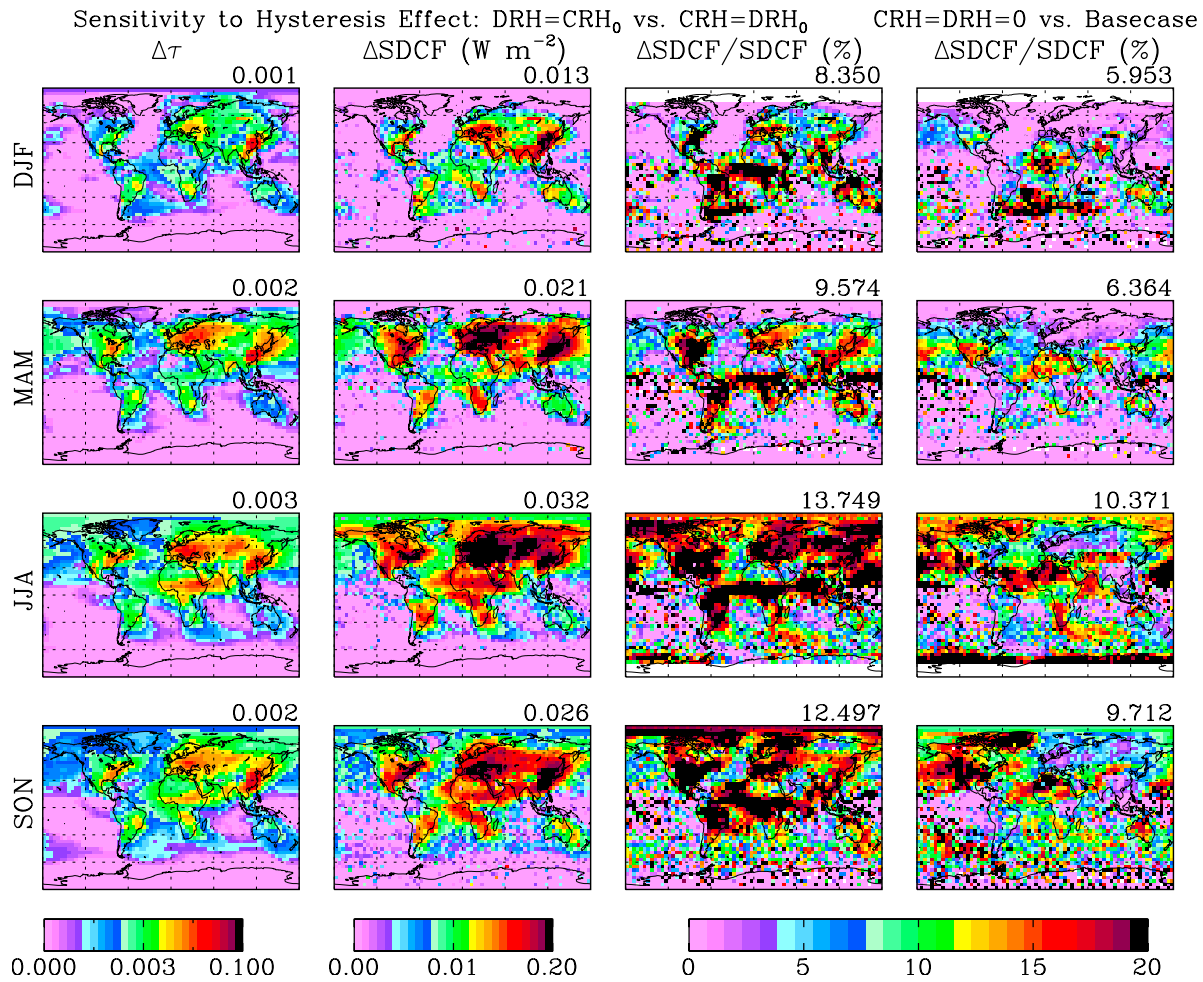 Sensitivity to Hysteresis Effect: DRH=CRH₀ vs. CRH=DRH₀ CRH=DRH=0 vs. Basecase
Δτ ΔSDCF (W m⁻²) ΔSDCF/SDCF (%) ΔSDCF/SDCF (%)
0.001 0.013 8.350 5.953
DJF
0.002 0.021 9.574 6.364
MAM
0.003 0.032 13.749 10.371
JJA
0.002 0.026 12.497 9.712
SON
0.000 0.003 0.100 0.00 0.01 0.20 0 5 10 15 20